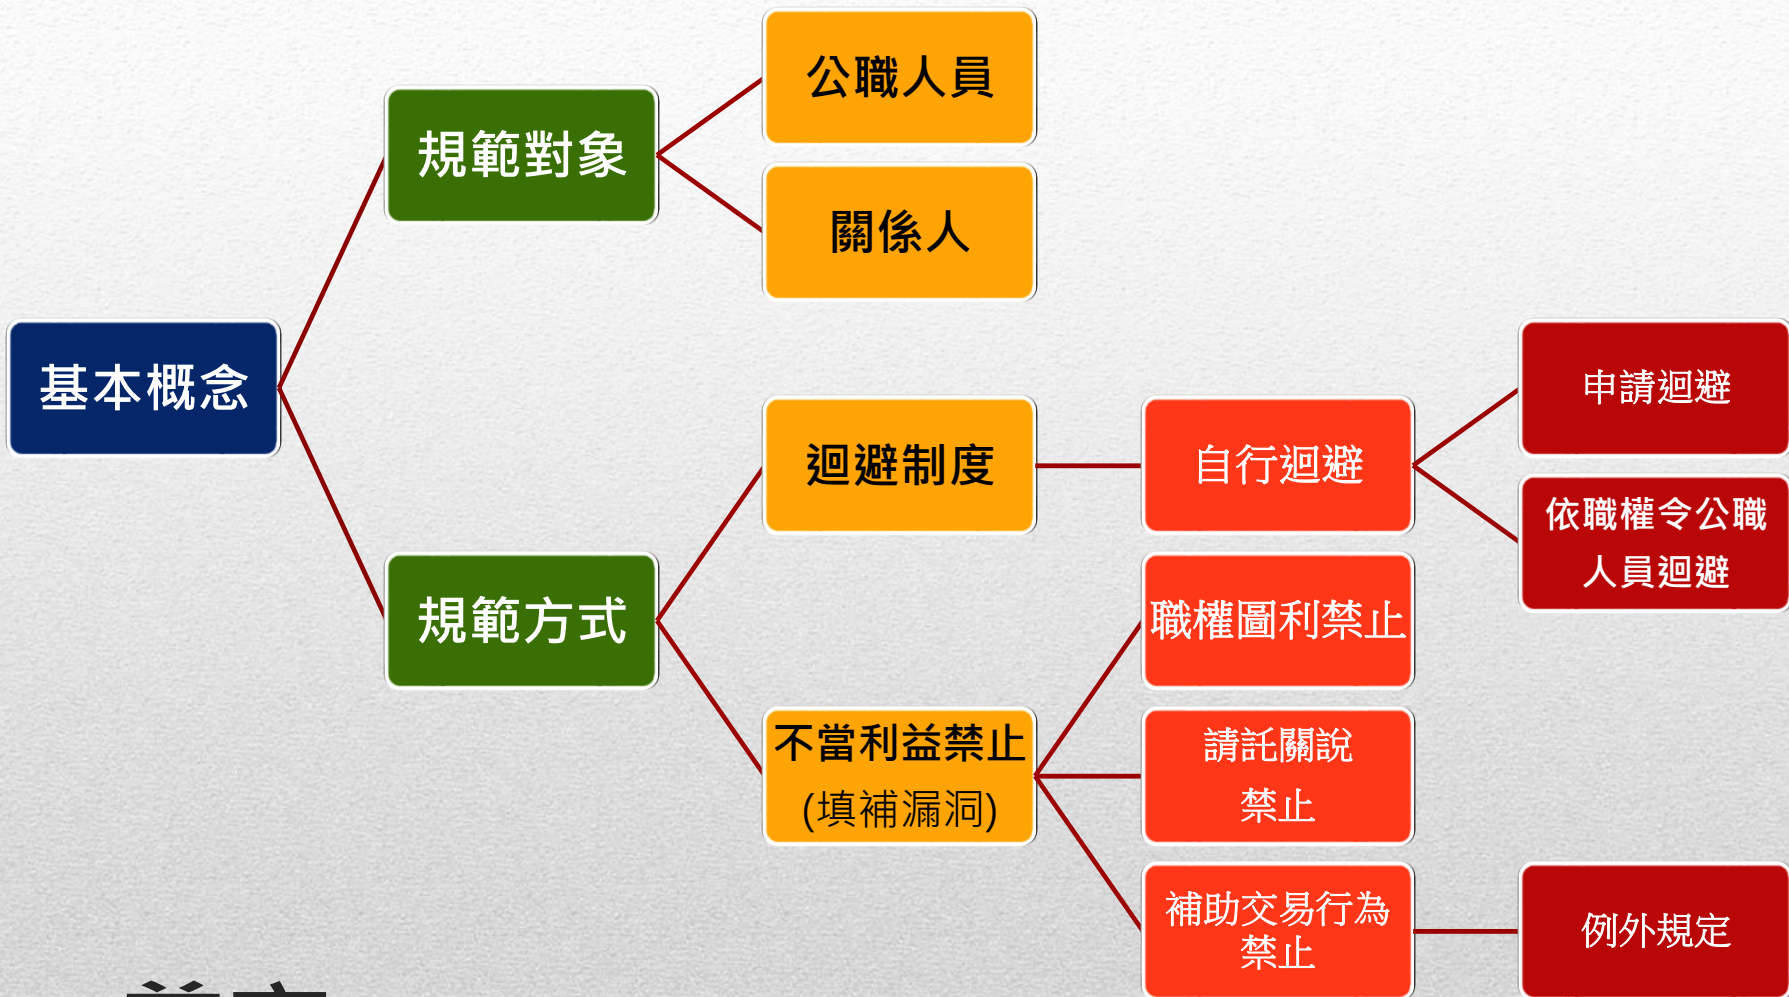 基本概念
規範對象
公職人員
關係人
規範方式
迴避制度
自行迴避
申請迴避
依職權令公職
人員迴避
不當利益禁止
(填補漏洞)
職權圖利禁止
請託關說
禁止
補助交易行為
禁止
例外規定